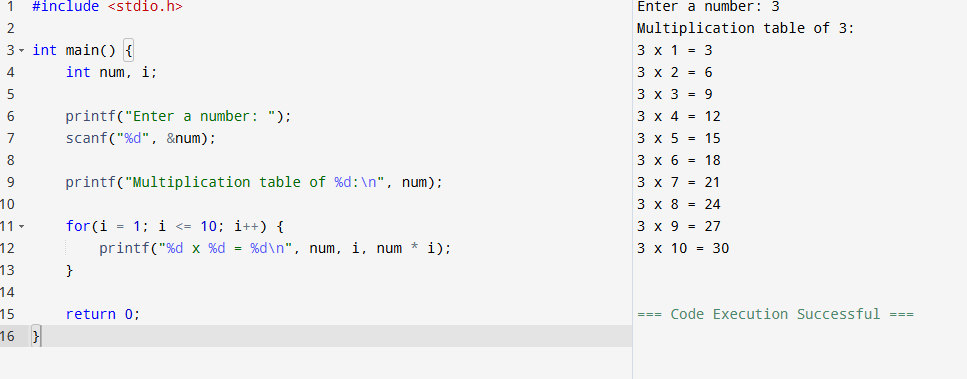 1 #include <stdio.h>
2
3 int main() {
4     int num, i;
5
6     printf("Enter a number: ");
7     scanf("%d", &num);
8
9     printf("Multiplication table of %d:\n", num);
10
11     for(i = 1; i <= 10; i++) {
12         printf("%d x %d = %d\n", num, i, num * i);
13     }
14
15     return 0;
16 }
Enter a number: 3
Multiplication table of 3:
3 x 1 = 3
3 x 2 = 6
3 x 3 = 9
3 x 4 = 12
3 x 5 = 15
3 x 6 = 18
3 x 7 = 21
3 x 8 = 24
3 x 9 = 27
3 x 10 = 30
=== Code Execution Successful ===